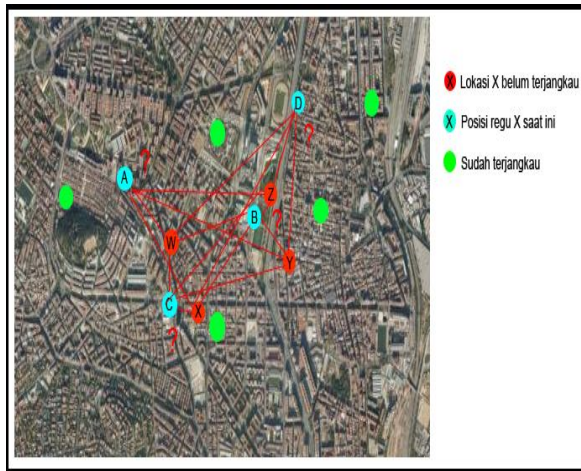 X Lokasi X belum terjangkau
X Posisi regu X saat ini
Sudah terjangkau
D
?
?
A
Z
B
?
W
Y
C
X
?